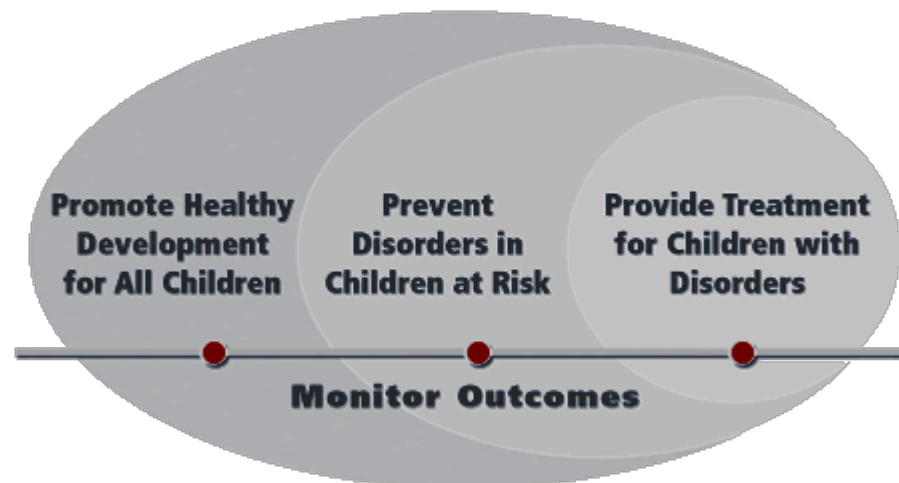 Promote Healthy
Development
for All Children
Prevent
Disorders in
Children at Risk
Provide Treatment
for Children with
Disorders
Monitor Outcomes